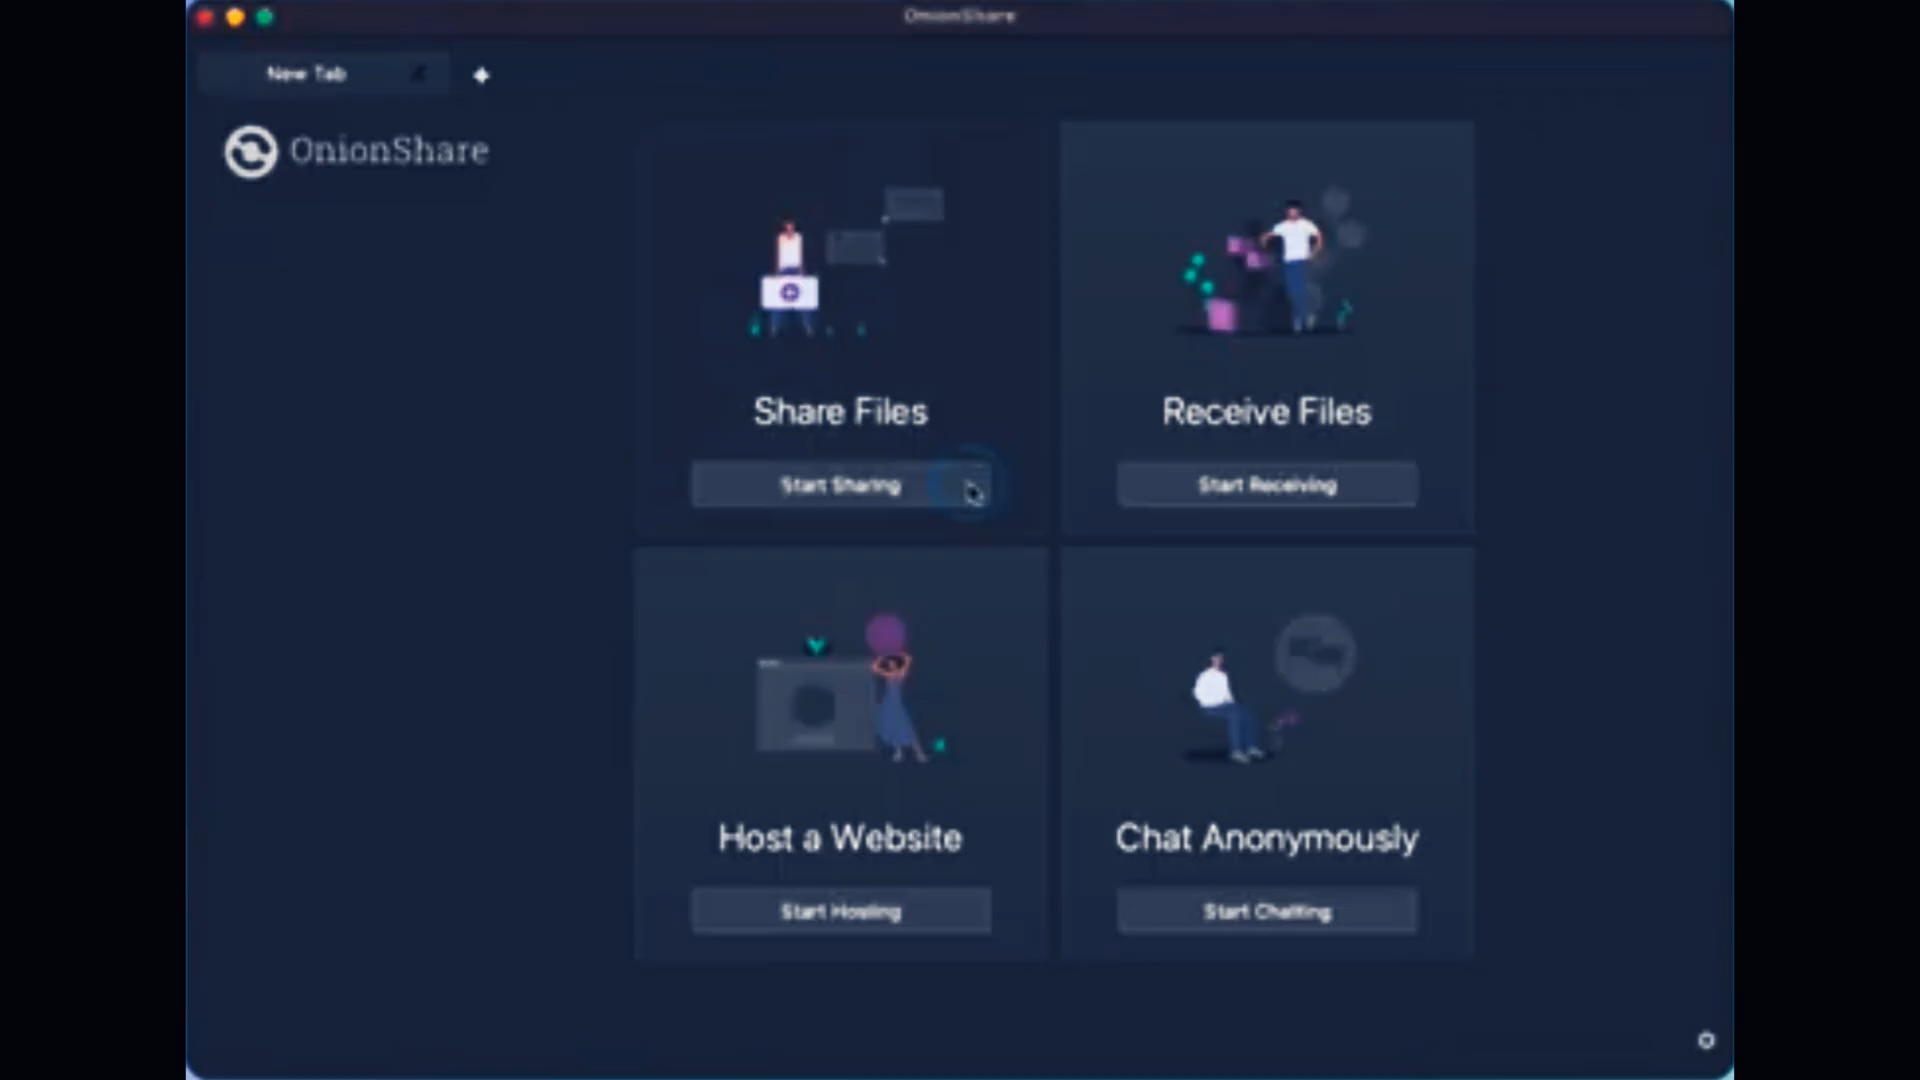 OnionShare
New Tab
OnionShare
Share Files
Receive Files
Start Sharing
Start Receiving
Host a Website
Chat Anonymously
Start Hosting
Start Chatting